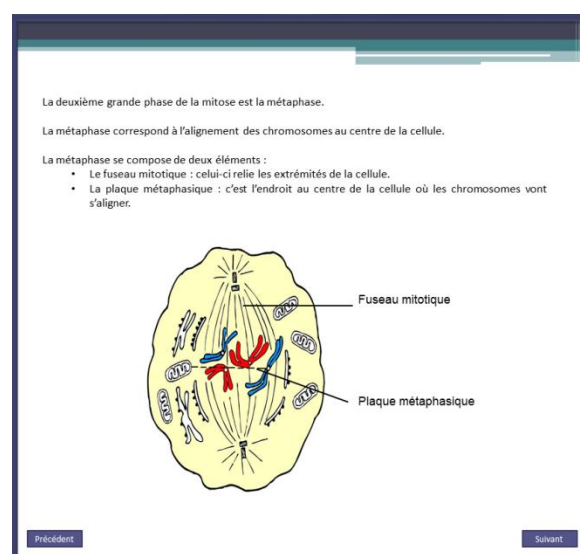 La deuxième grande phase de la mitose est la métaphase.
La métaphase correspond à l'alignement des chromosomes au centre de la cellule.
La métaphase se compose de deux éléments :
• Le fuseau mitotique : celui-ci relie les extrémités de la cellule.
• La plaque métaphasique : c'est l'endroit au centre de la cellule où les chromosomes vont
s'aligner.
Fuseau mitotique
Plaque métaphasique
Précédent
Suivant